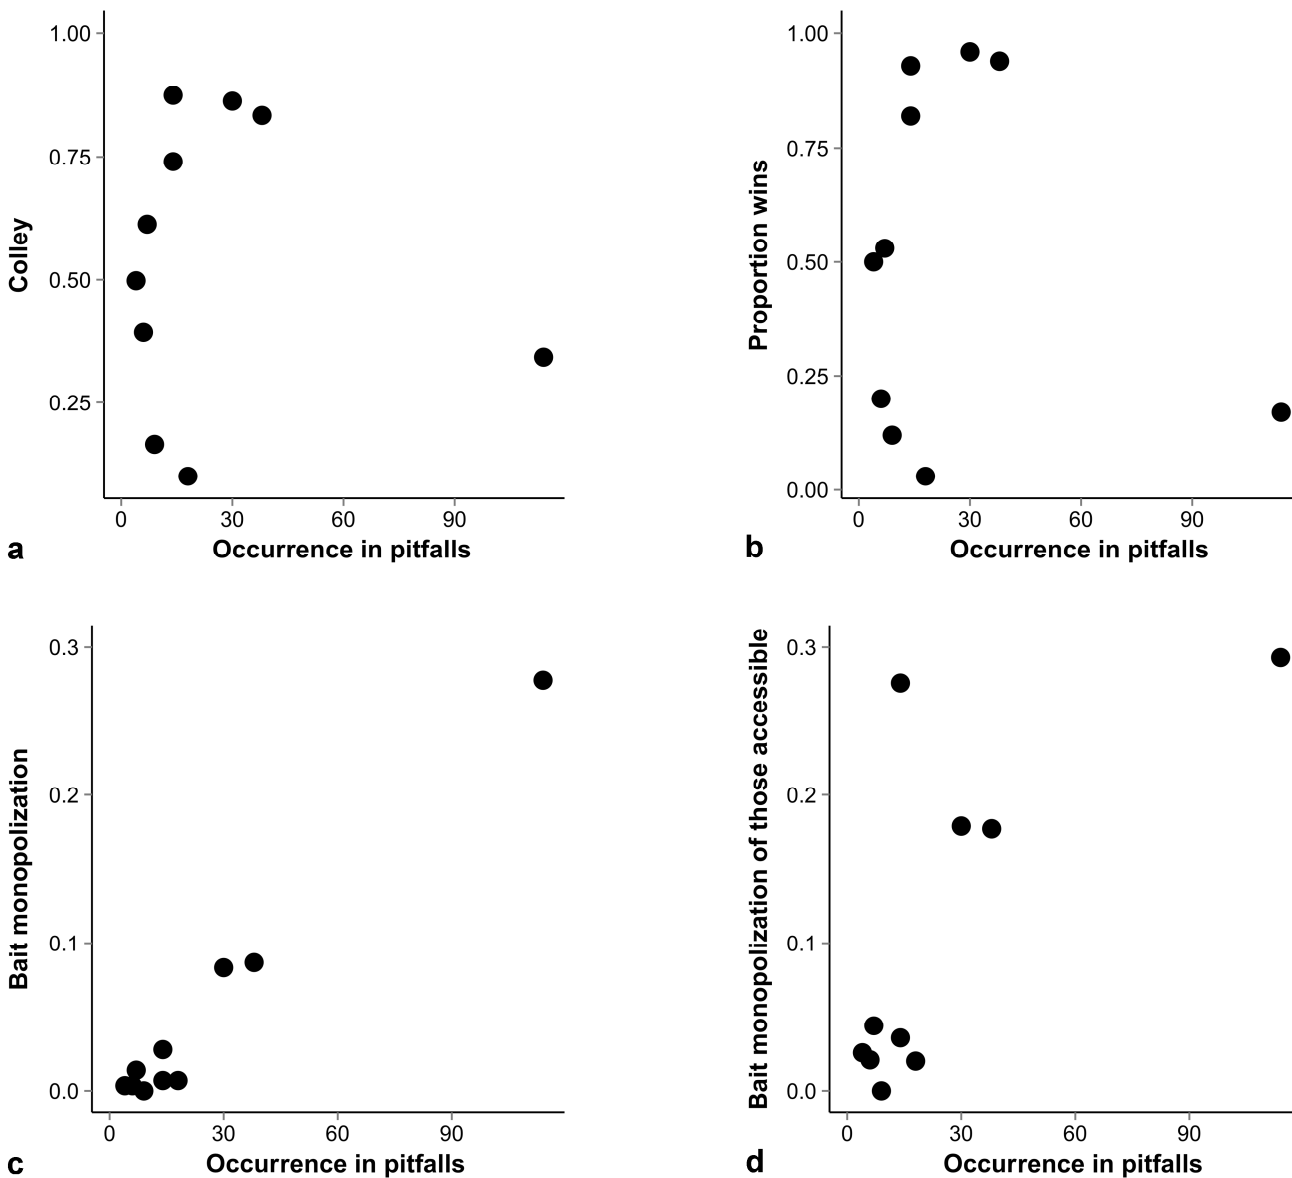 1.00
0.75
0.50
0.25
Colley
0 30 60 90
Occurrence in pitfalls
a
1.00
0.75
0.50
0.25
0.00
Proportion wins
0 30 60 90
Occurrence in pitfalls
b
0.3
0.2
0.1
0.0
Bait monopolization
0 30 60 90
Occurrence in pitfalls
c
0.3
0.2
0.1
0.0
Bait monopolization of those accessible
0 30 60 90
Occurrence in pitfalls
d